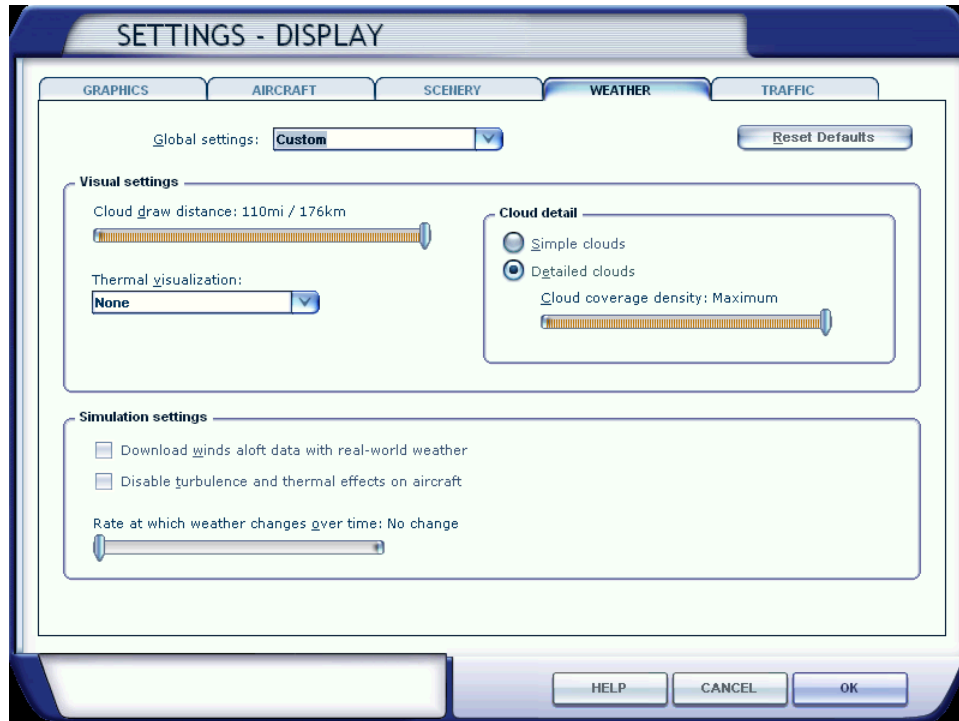 SETTINGS - DISPLAY
GRAPHICS
AIRCRAFT
SCENERY
WEATHER
TRAFFIC
Global settings: Custom
Reset Defaults
Visual settings
Cloud draw distance: 110mi / 176km
Thermal visualization:
None
Cloud detail
Simple clouds
Detailed clouds
Cloud coverage density: Maximum
Simulation settings
Download winds aloft data with real-world weather
Disable turbulence and thermal effects on aircraft
Rate at which weather changes over time: No change
HELP
CANCEL
OK